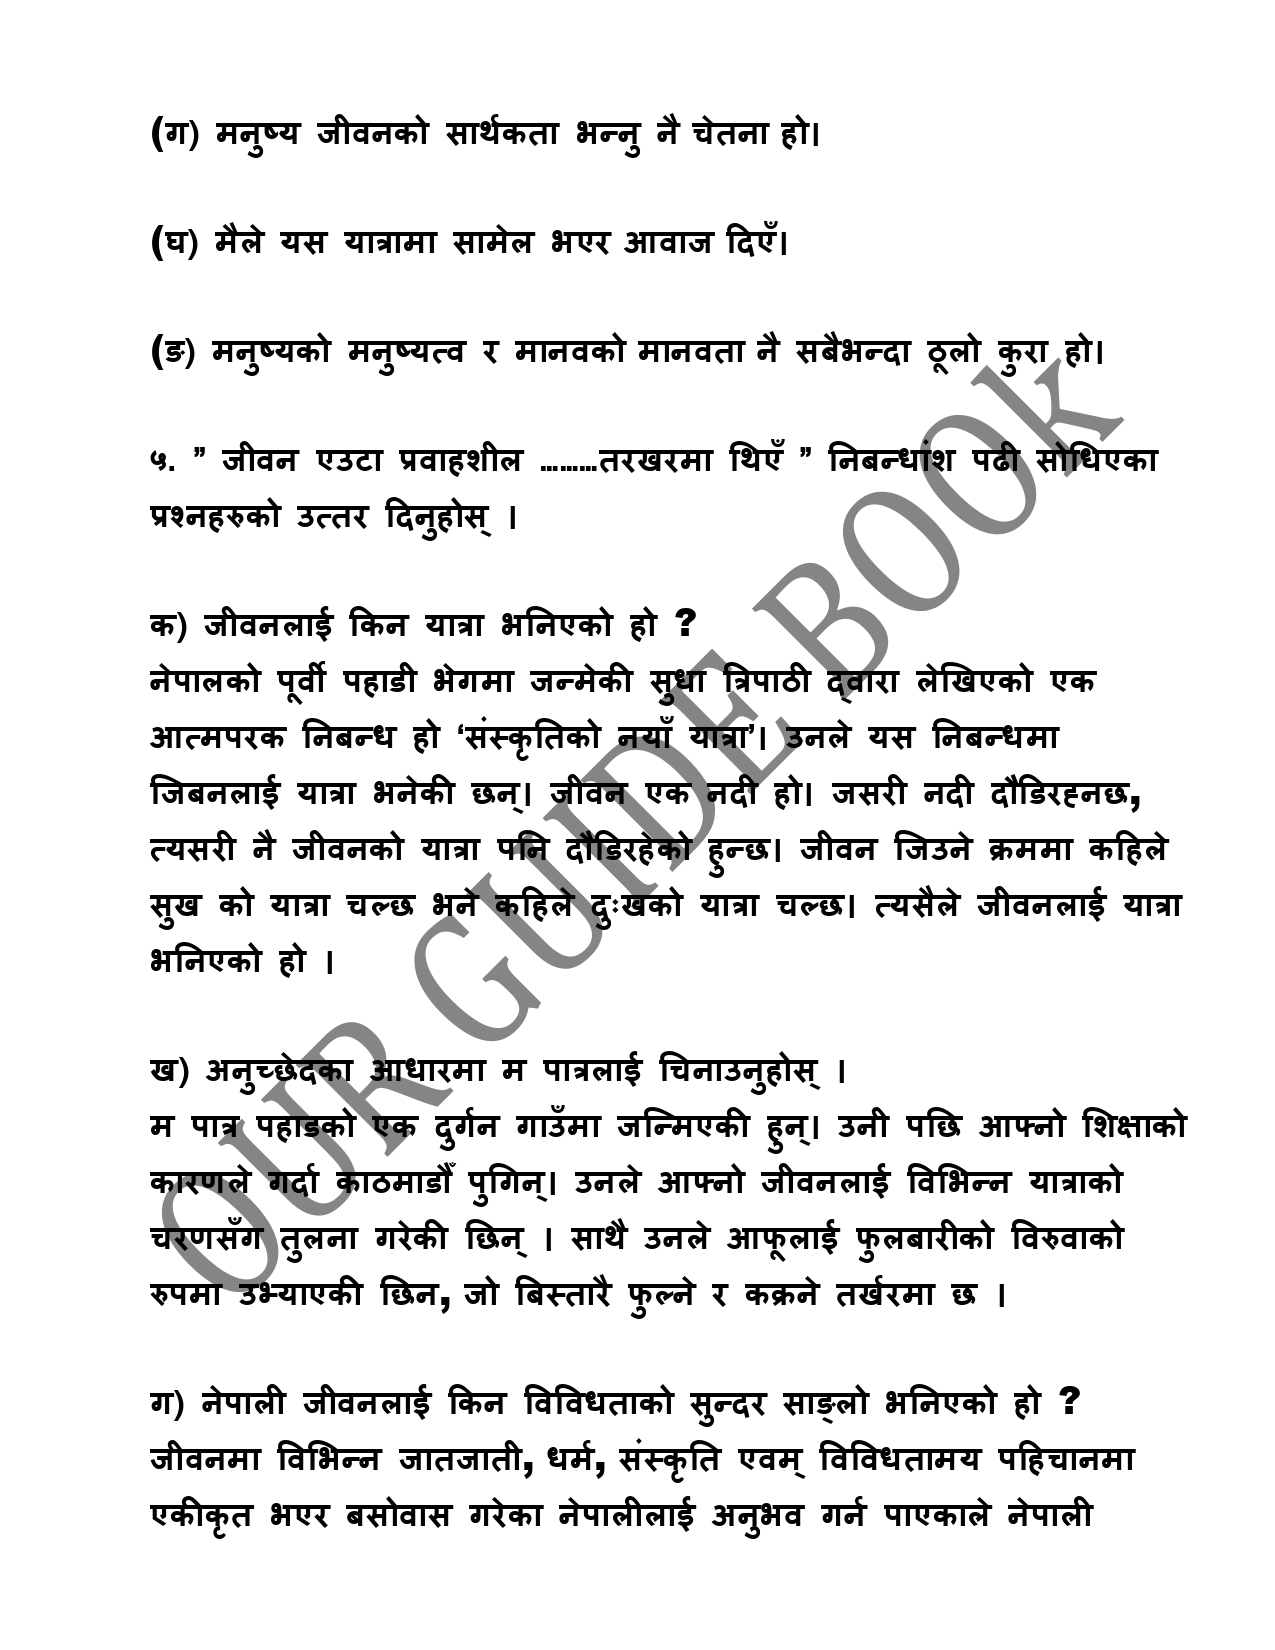 (ग) मनुष्य जीवनको सार्थकता भन्नु नै चेतना हो।
(घ) मैले यस यात्रामा सामेल भएर आवाज दिएँ।
(ङ) मनुष्यको मनुष्यत्व र मानवको मानवता नै सबैभन्दा ठूलो कुरा हो।
५. ” जीवन एउटा प्रवाहशील ………तरखरमा थिएँ ” निबन्धांश पढी सोधिएका
प्रश्नहरुको उत्तर दिनुहोस् ।
क) जीवनलाई किन यात्रा भनिएको हो ?
नेपालको पूर्वी पहाडी भेगमा जन्मेकी सुधा त्रिपाठी द्वारा लेखिएको एक
आत्मपरक निबन्ध हो ‘संस्कृतिको नयाँ यात्रा’। उनले यस निबन्धमा
जिबनलाई यात्रा भनेकी छन्। जीवन एक नदी हो। जसरी नदी दौडिरह्नछ,
त्यसरी नै जीवनको यात्रा पनि दौडिरहेको हुन्छ। जीवन जिउने क्रममा कहिले
सुख को यात्रा चल्छ भने कहिले दुःखको यात्रा चल्छ। त्यसैले जीवनलाई यात्रा
भनिएको हो ।
ख) अनुच्छेदका आधारमा म पात्रलाई चिनाउनुहोस् ।
म पात्र पहाडको एक दुर्गन गाउँमा जन्मिएकी हुन्। उनी पछि आफ्नो शिक्षाको
कारणले गर्दा काठमाडौँ पुगिन्। उनले आफ्नो जीवनलाई विभिन्न यात्राको
चरणसँग तुलना गरेकी छिन् । साथै उनले आफूलाई फुलबारीको विरुवाको
रुपमा उभ्याएकी छिन, जो बिस्तारै फुल्ने र कक्रने तर्खरमा छ ।
ग) नेपाली जीवनलाई किन विविधताको सुन्दर साङ्लो भनिएको हो ?
जीवनमा विभिन्न जातजाती, धर्म, संस्कृति एवम् विविधतामय पहिचानमा
एकीकृत भएर बसोवास गरेका नेपालीलाई अनुभव गर्न पाएकाले नेपाली
OUR GUIDE BOOk